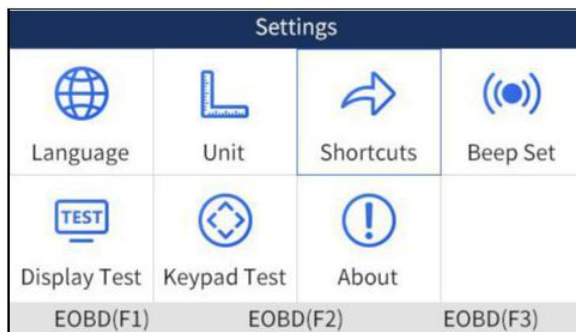 Settings
Language Unit Shortcuts Beep Set
TEST
Display Test Keypad Test About
EOBD(F1) EOBD(F2) EOBD(F3)